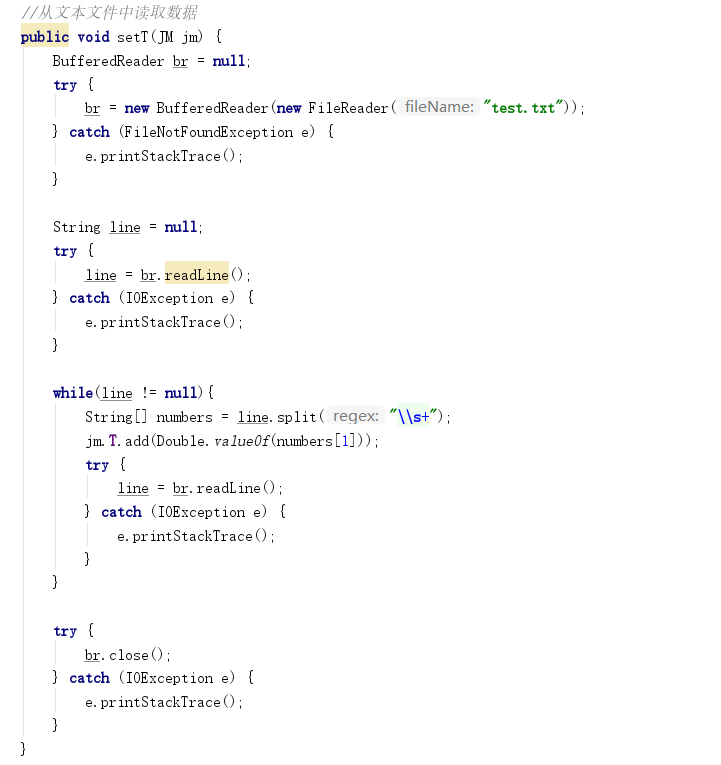 //从文本文件中读取数据
public void setT(JM jm) {
    BufferedReader br = null;
    try {
        br = new BufferedReader(new FileReader( fileName: "test.txt"));
    } catch (FileNotFoundException e) {
        e.printStackTrace();
    }

    String line = null;
    try {
        line = br.readLine();
    } catch (IOException e) {
        e.printStackTrace();
    }

    while(line != null){
        String[] numbers = line.split( regex: "\\s+");
        jm.T.add(Double.valueOf(numbers[1]));
        try {
            line = br.readLine();
        } catch (IOException e) {
            e.printStackTrace();
        }
    }

    try {
        br.close();
    } catch (IOException e) {
        e.printStackTrace();
    }
}